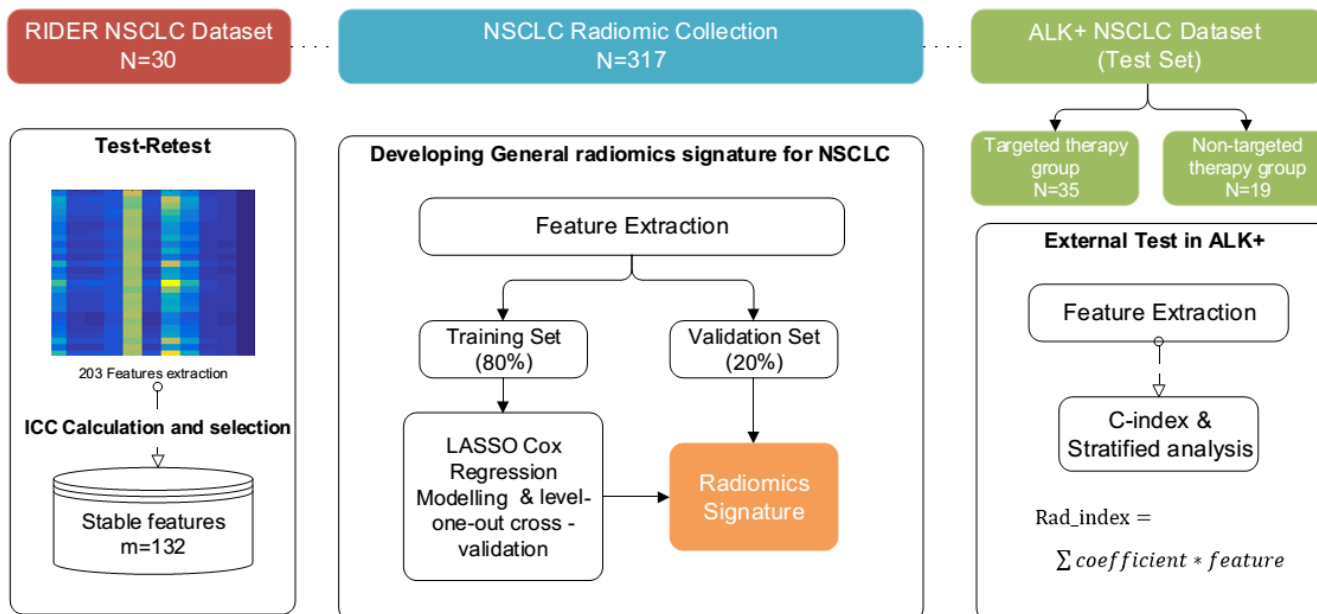 RIDER NSCLC Dataset
N=30
NSCLC Radiomic Collection
N=317
ALK+ NSCLC Dataset
(Test Set)
Targeted therapy
group
N=35
Non-targeted
therapy group
N=19
Test-Retest
203 Features extraction
ICC Calculation and selection
Stable features
m=132
Developing General radiomics signature for NSCLC
Feature Extraction
Training Set
(80%)
Validation Set
(20%)
LASSO Cox
Regression
Modelling & level-
one-out cross -
validation
Radiomics
Signature
External Test in ALK+
Feature Extraction
C-index &
Stratified analysis
Rad_index =
∑ coefficient * feature